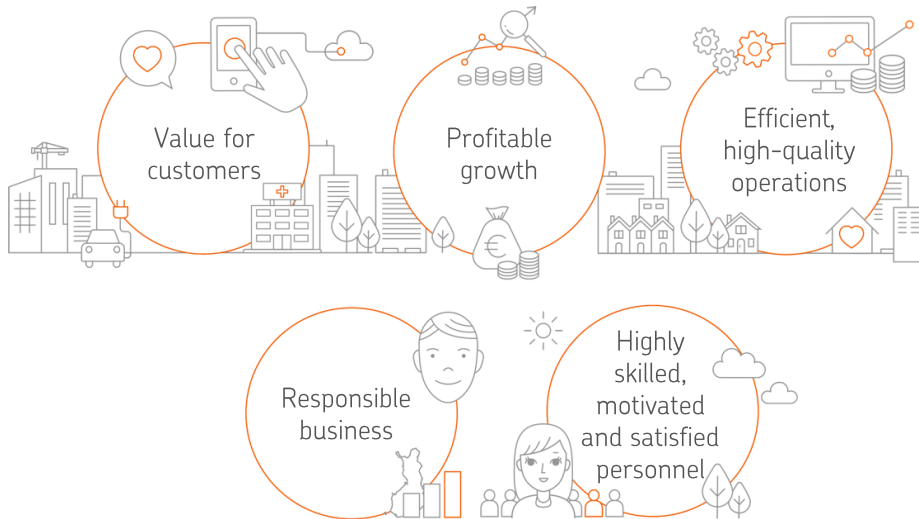 Value for
customers
Profitable
growth
Efficient,
high-quality
operations
€
Responsible
business
Highly
skilled,
motivated
and satisfied
personnel